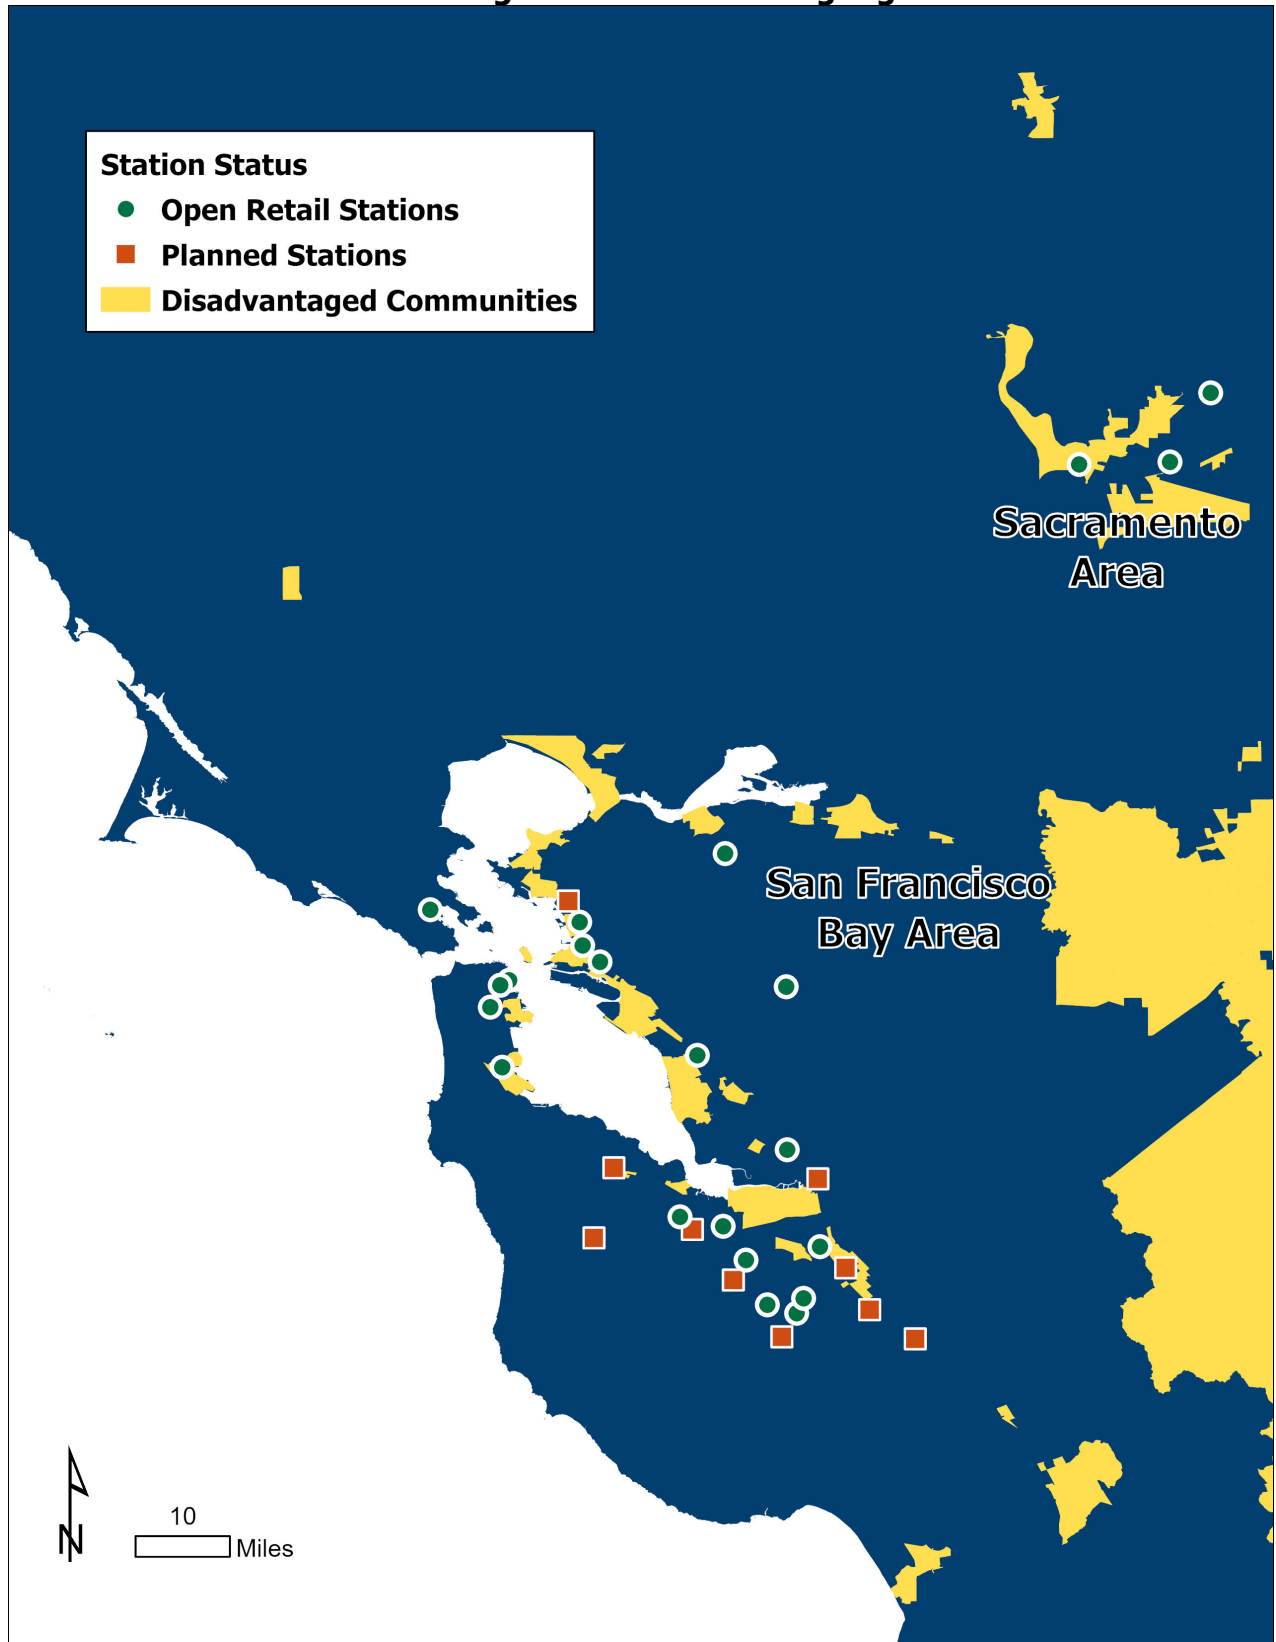 Station Status
Open Retail Stations
Planned Stations
Disadvantaged Communities
Sacramento
Area
San Francisco
Bay Area
N
10
Miles